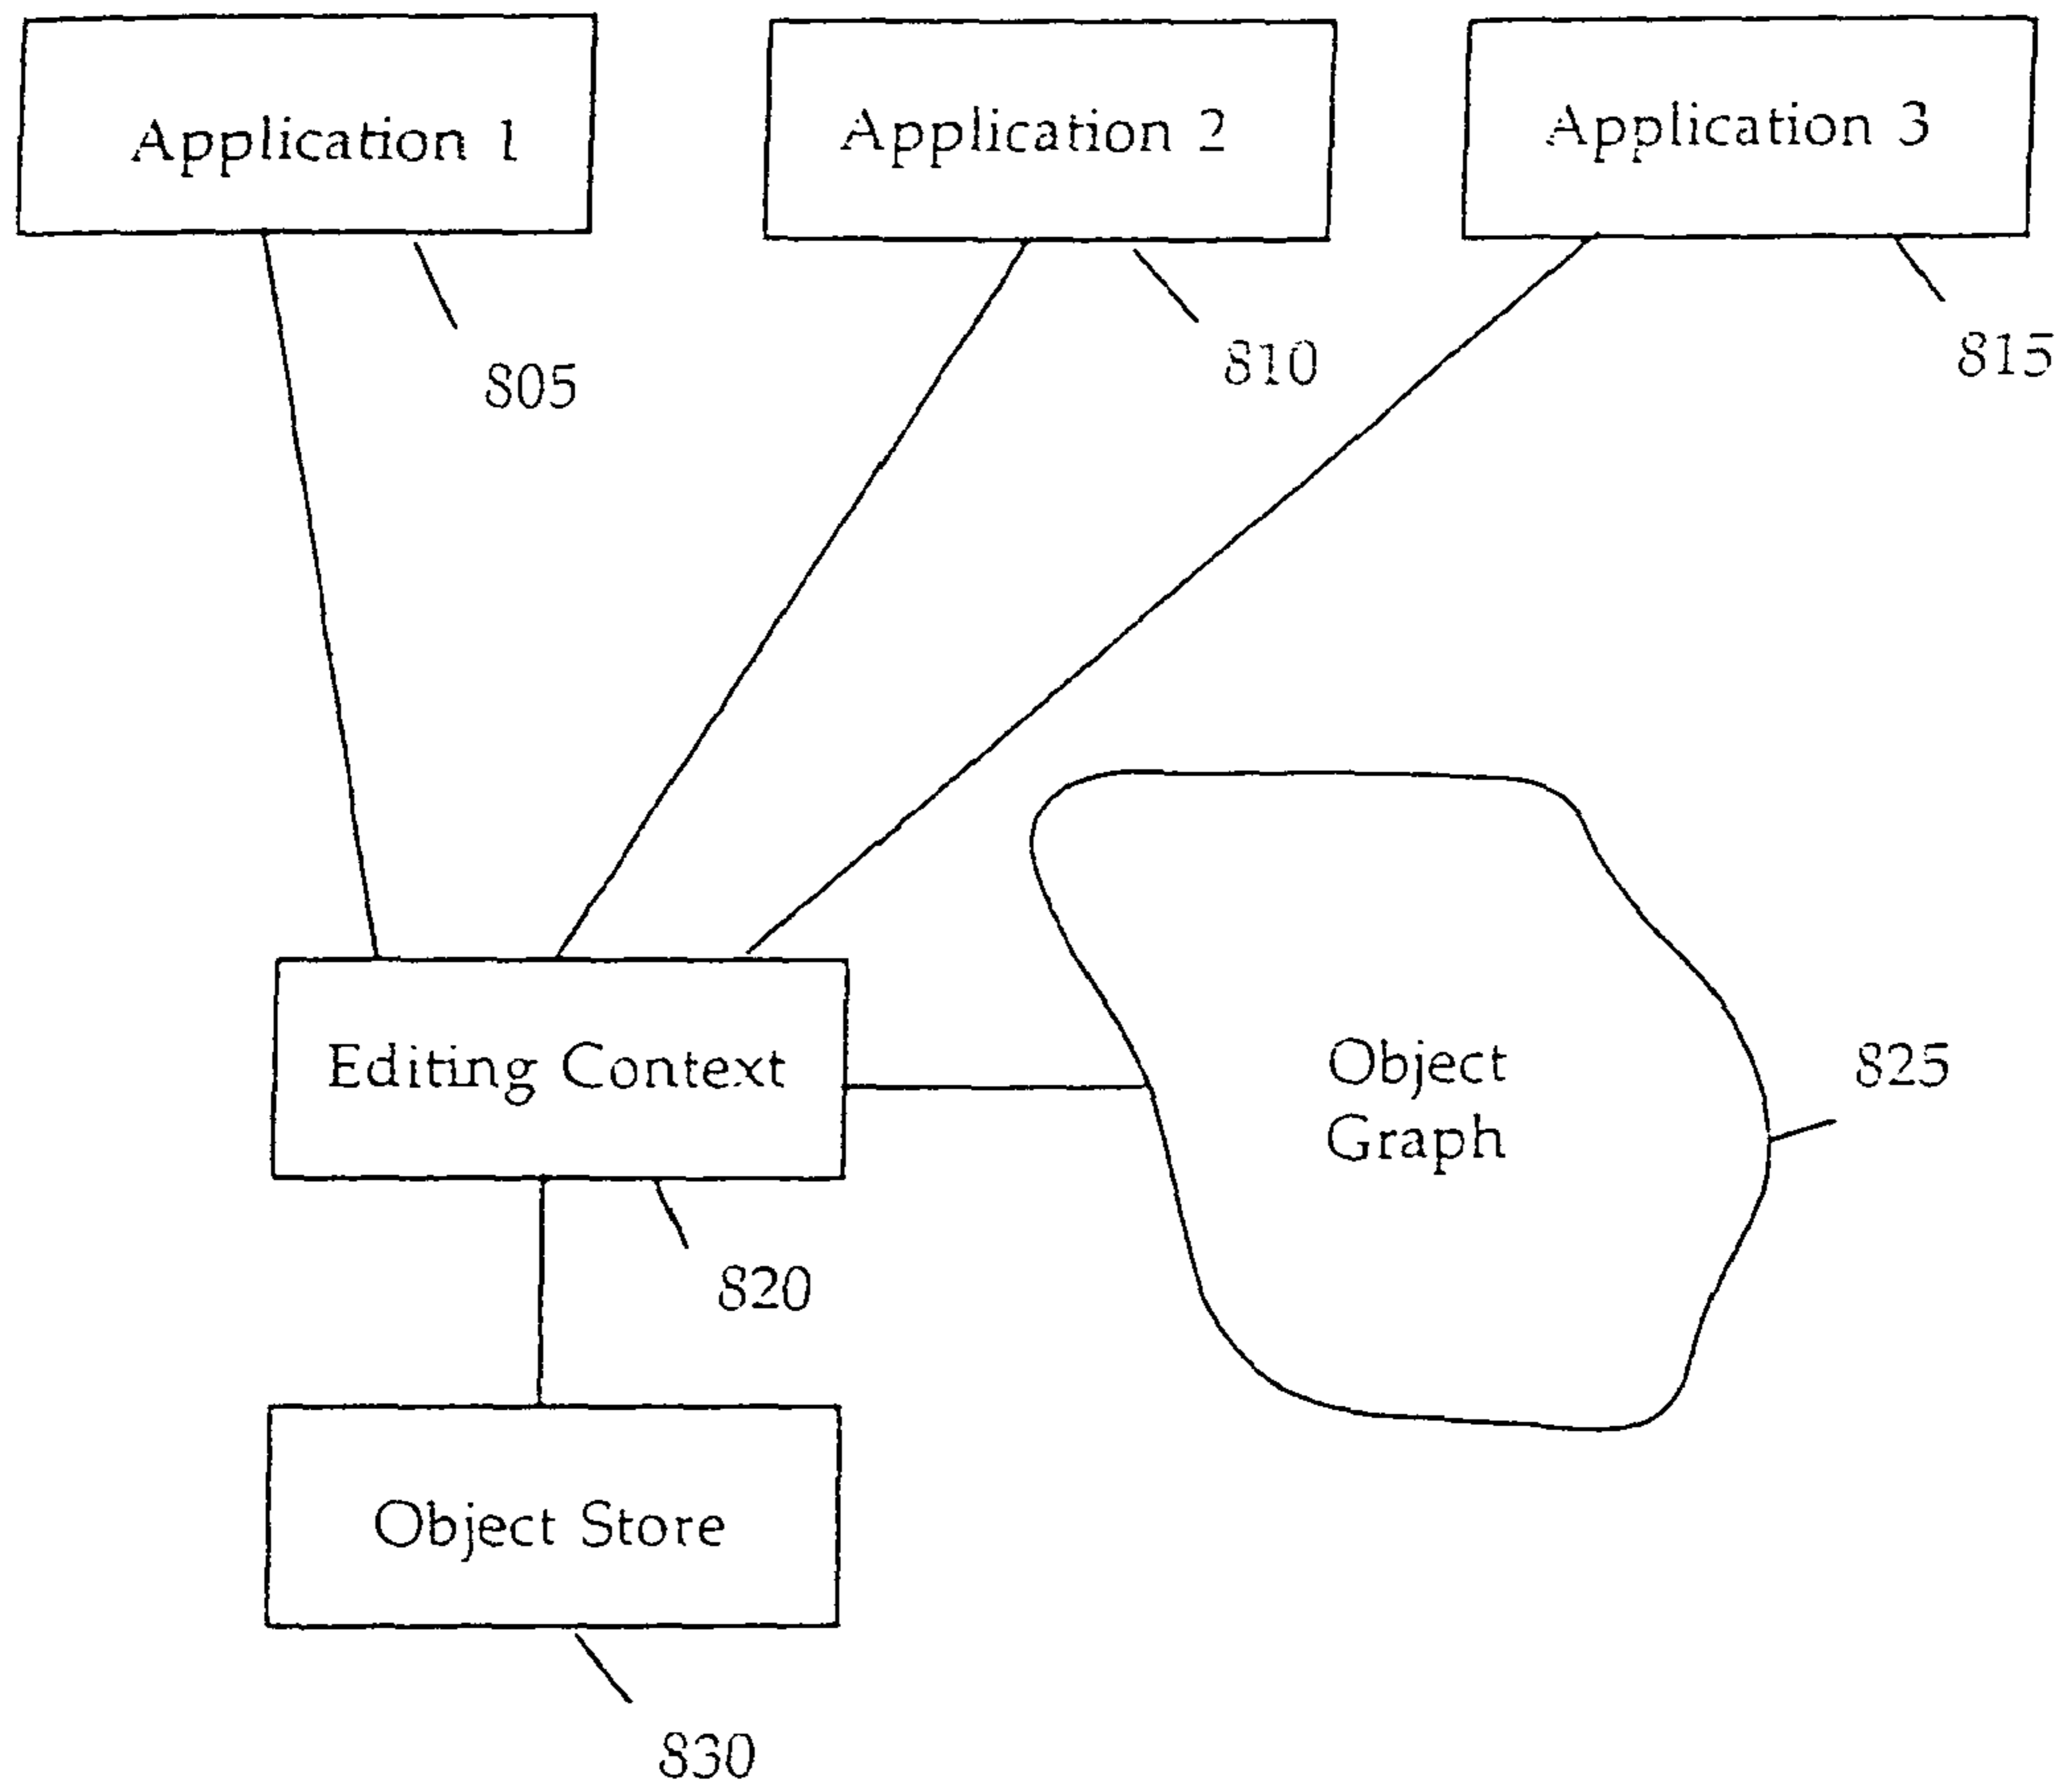 Application 1
Application 2
Application 3
805
810
815
Editing Context
Object
Graph
825
820
Object Store
830